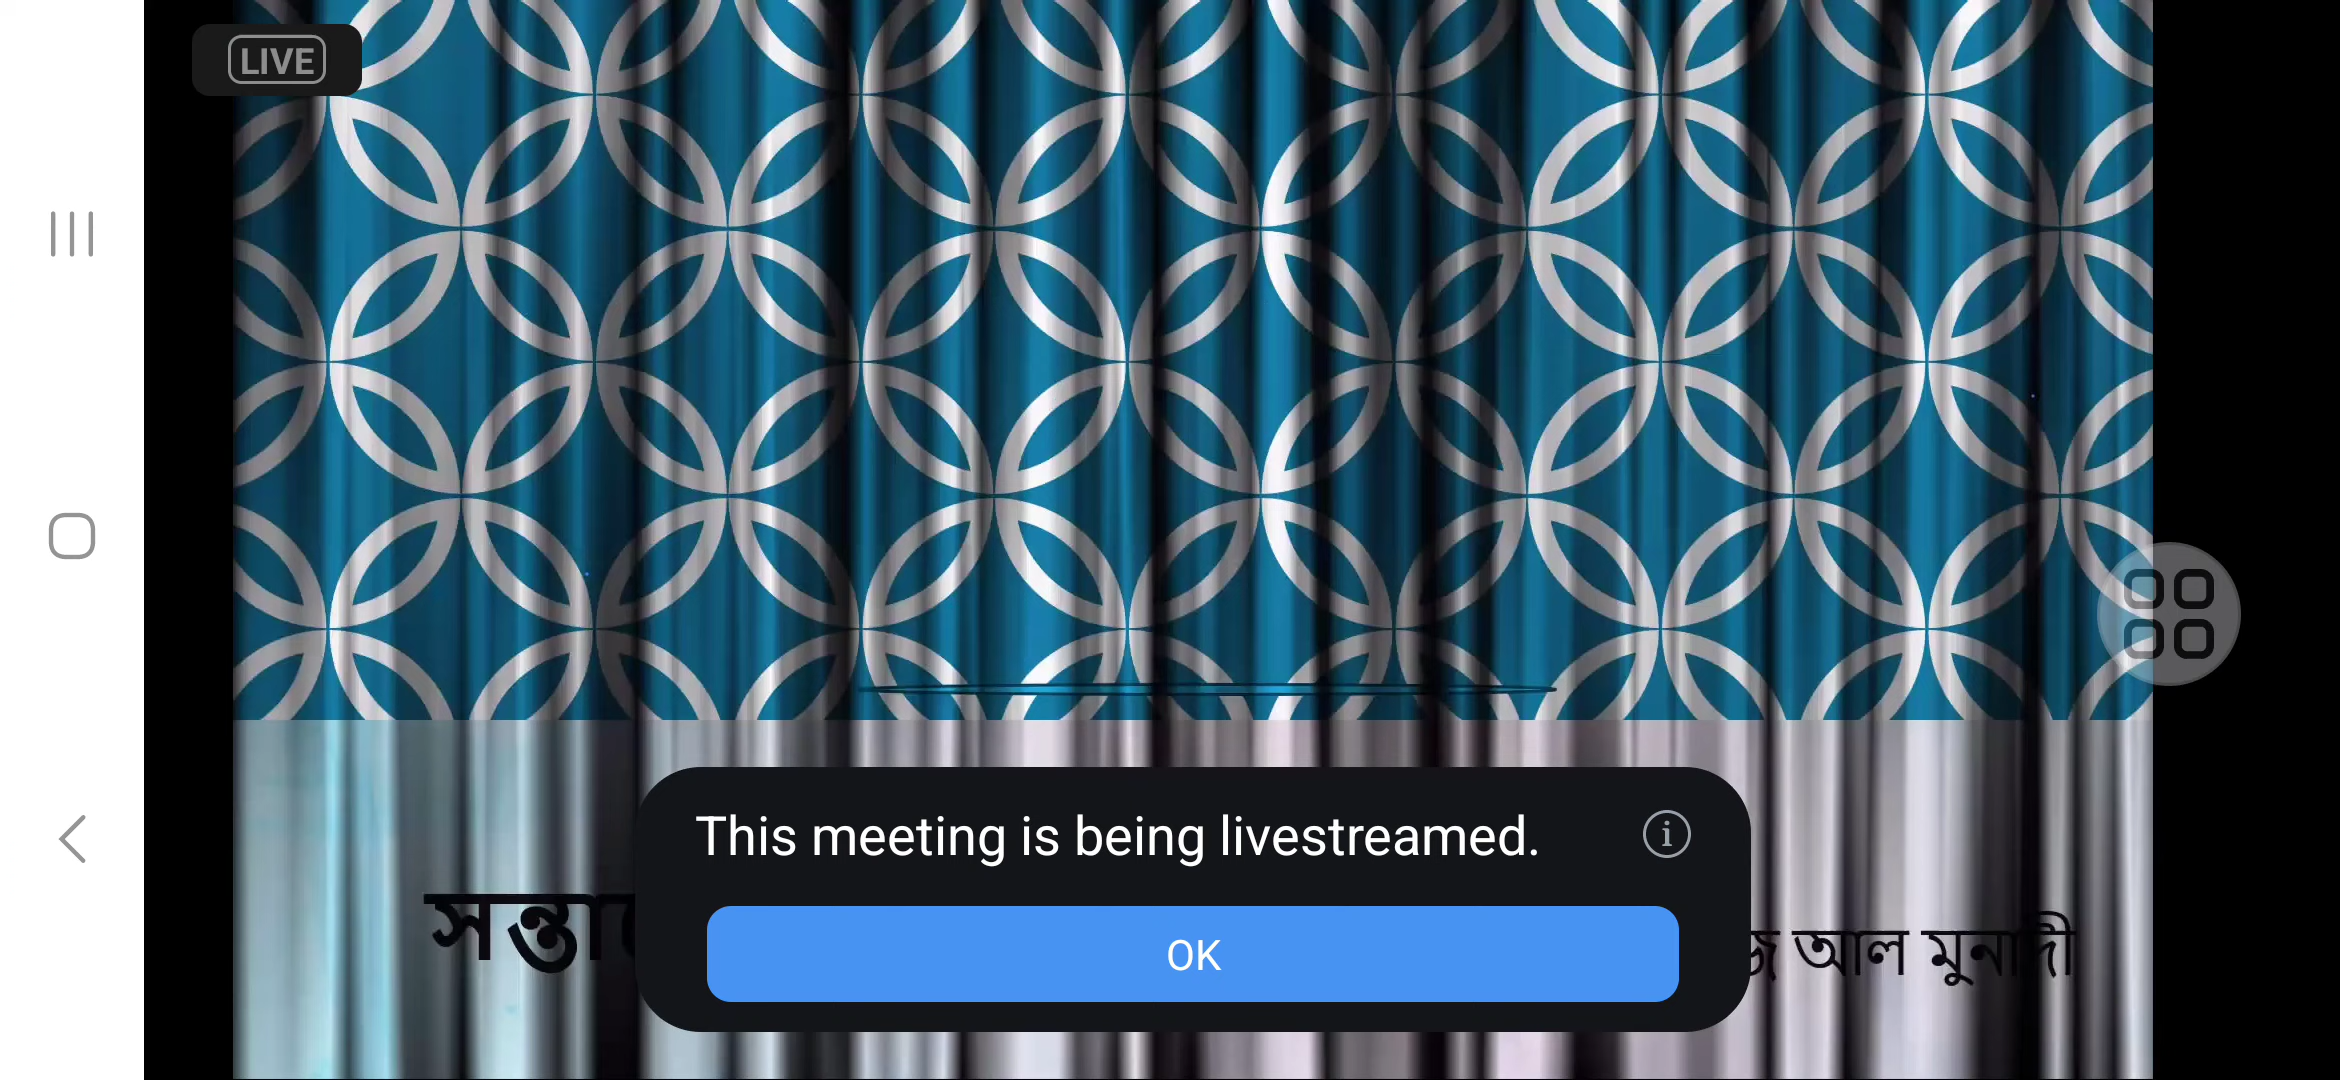 LIVE
This meeting is being livestreamed.
OK
আল মুনাদী